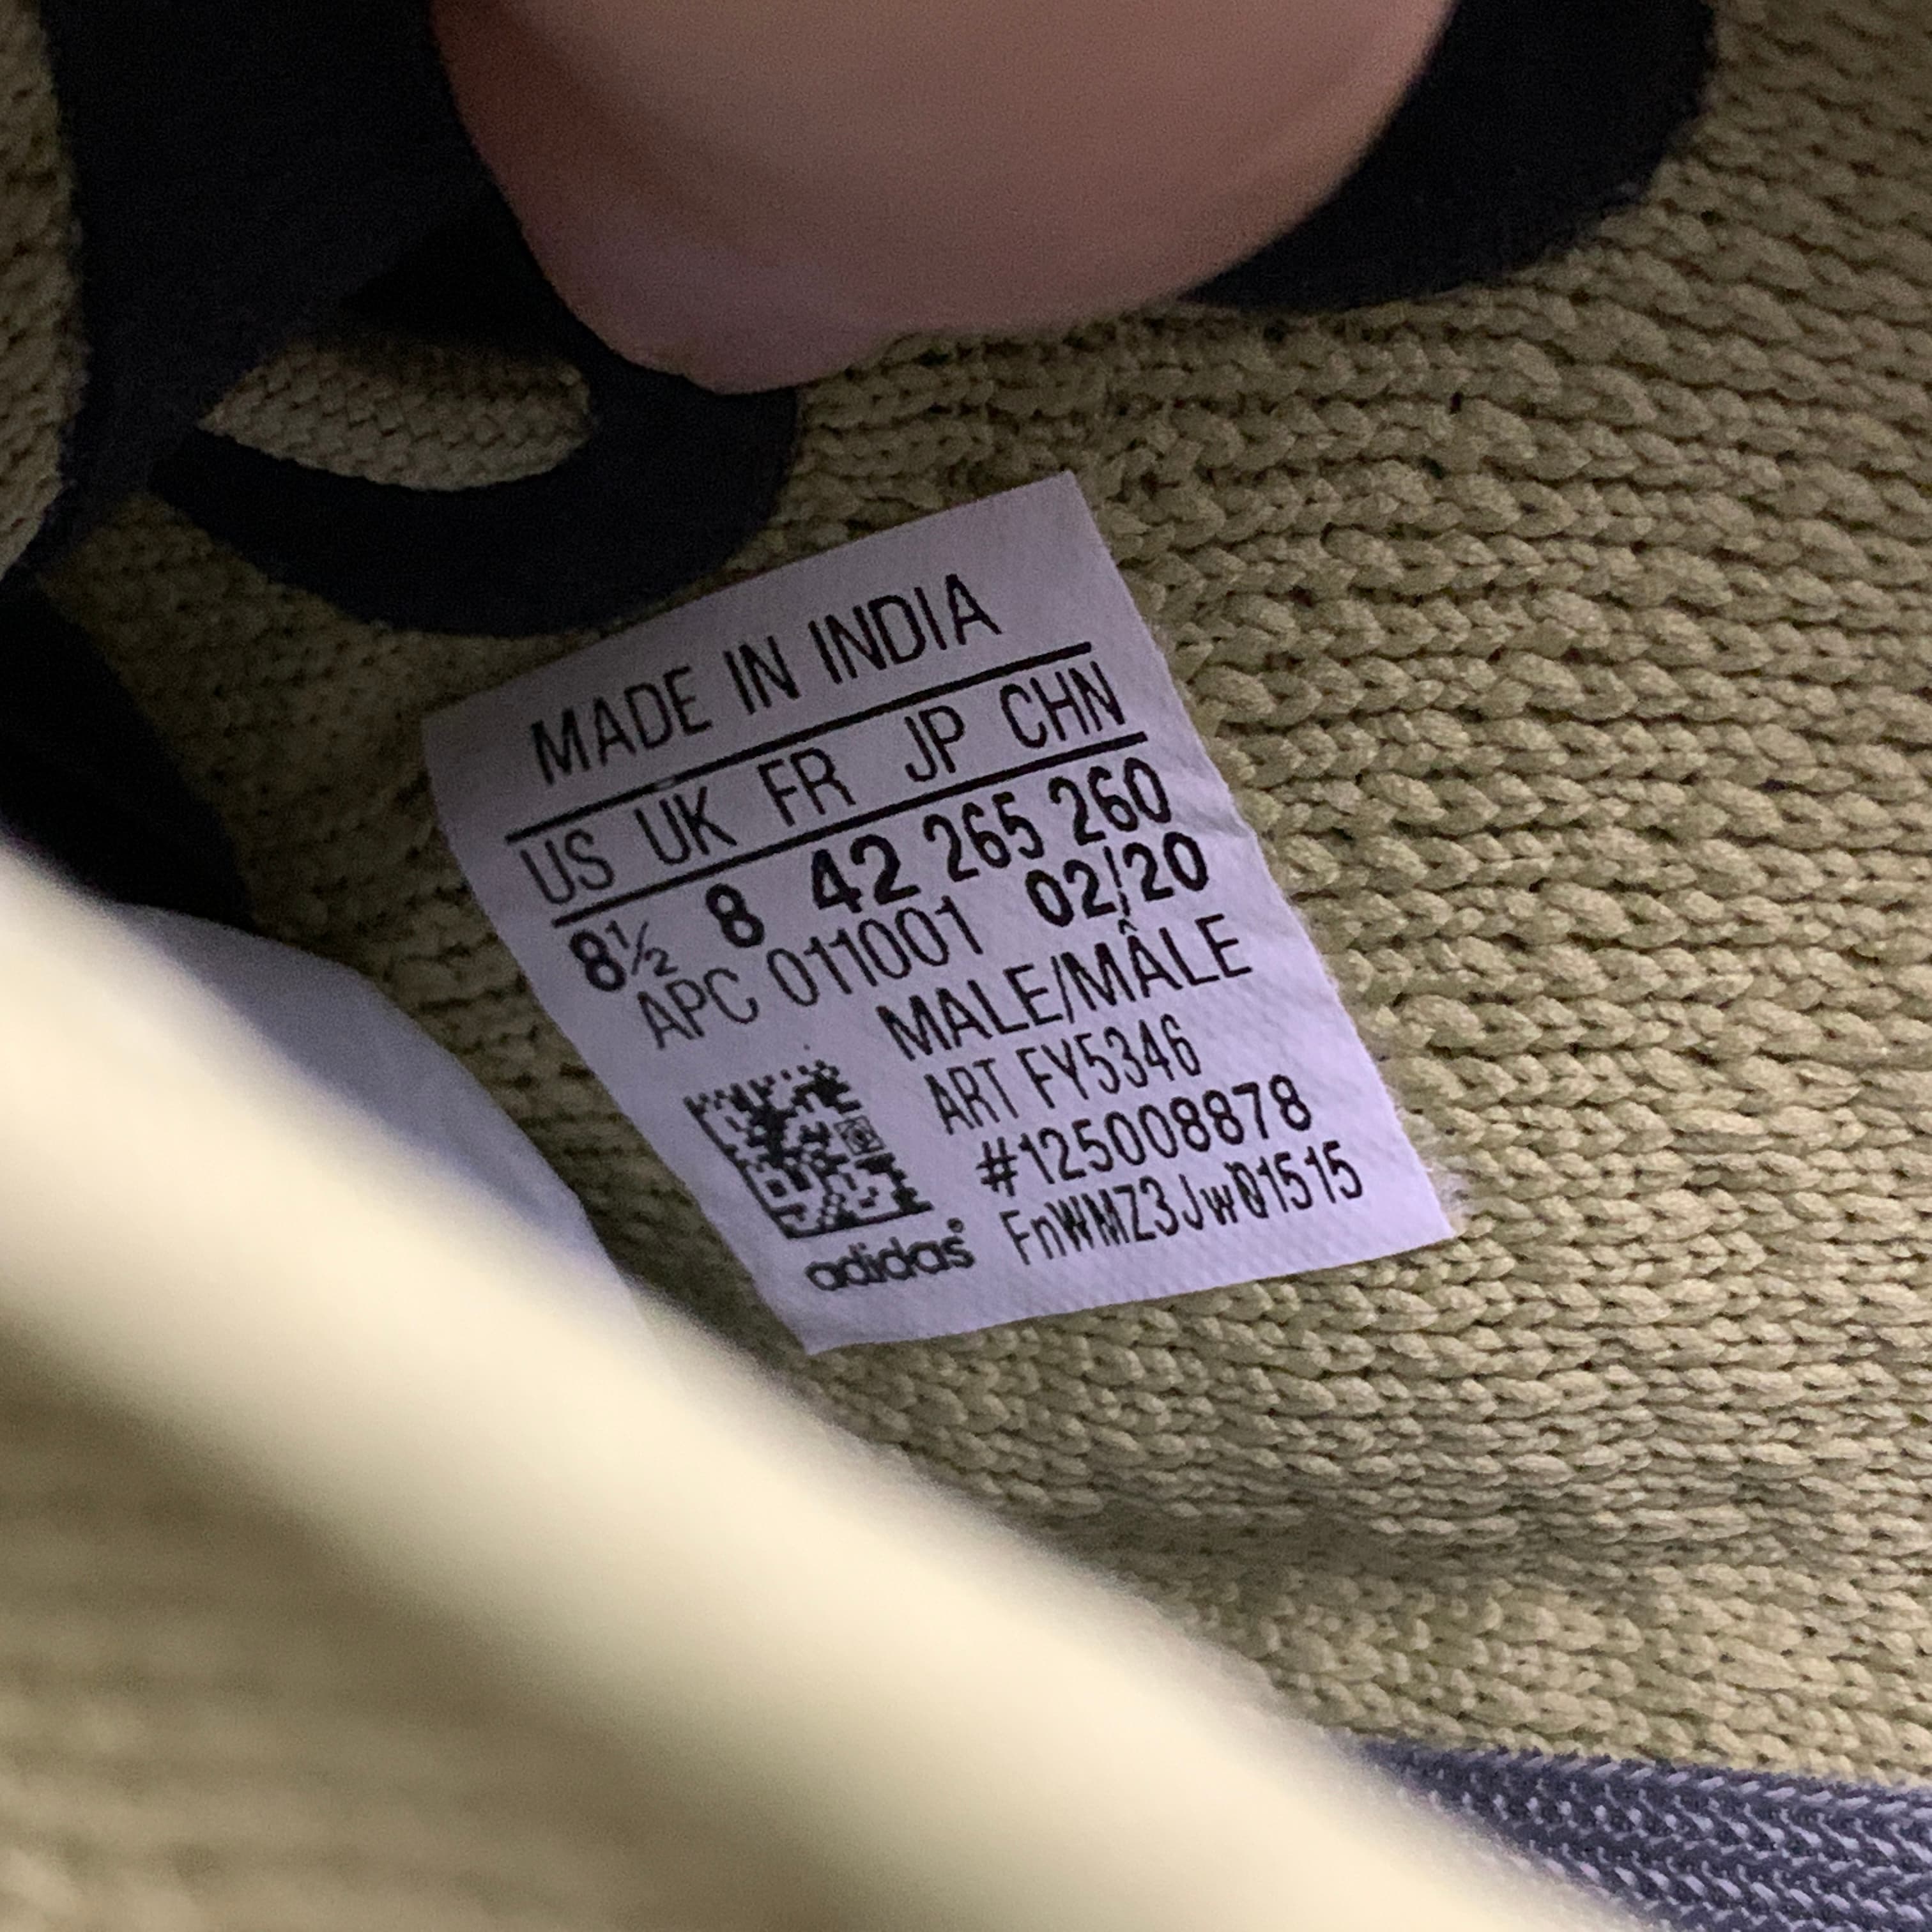 MADE IN INDIA
US UK FR JP CHN
8½ 8 42 265 260
APC 011001 02/20
MALE/MÂLE
ART FY5346
#125008878
FnWMZ3JwQ1515
adidas®